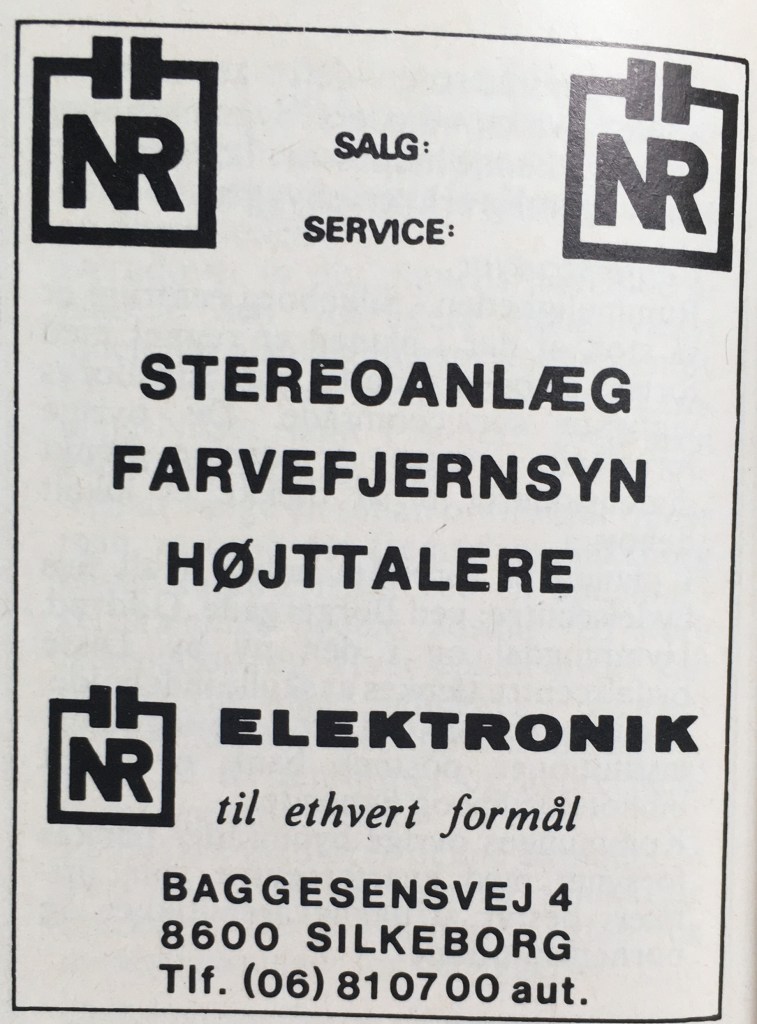 NR
NR
SALG:
SERVICE:
STEREOANLÆG
FARVEFJERNSYN
HØJTTALERE
NR ELEKTRONIK
til ethvert formål
BAGGESENSVEJ 4
8600 SILKEBORG
Tlf. (06) 810700 aut.